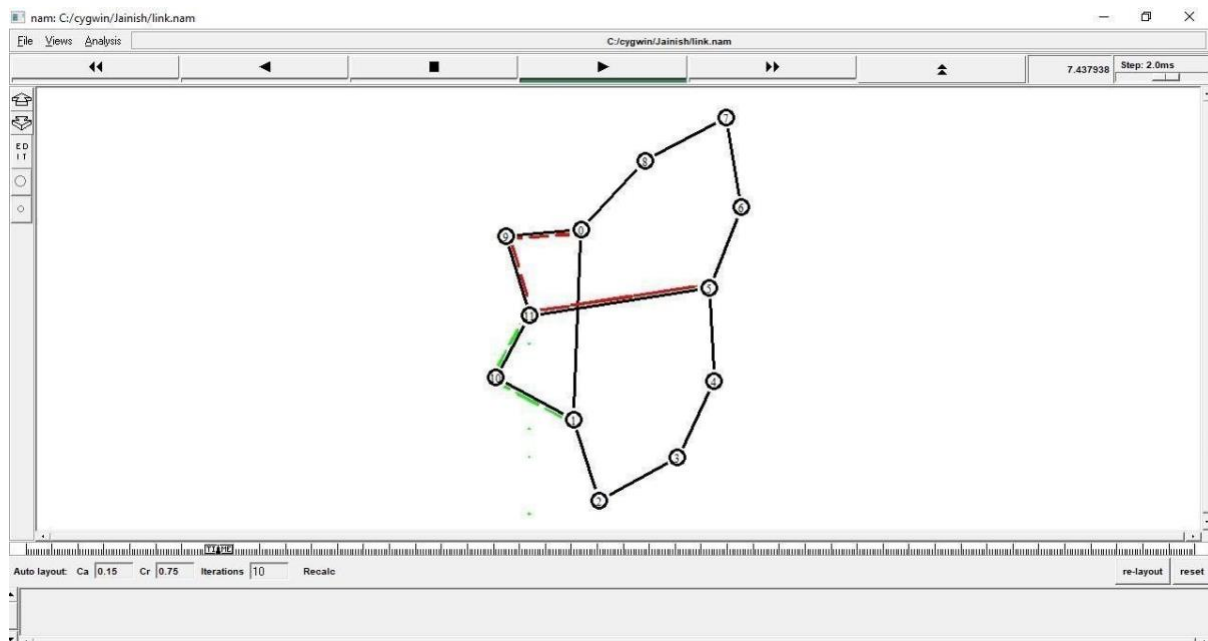 nam: C:/cygwin/Jainish/link.nam
File Views Analysis C:/cygwin/Jainish/link.nam
7.437938 Step: 2.0ms
ED
IT
7
8
6
0
9
5
11
10
4
1
3
2
TIME
Auto layout: Ca 0.15 Cr 0.75 Iterations 10 Recalc re-layout reset